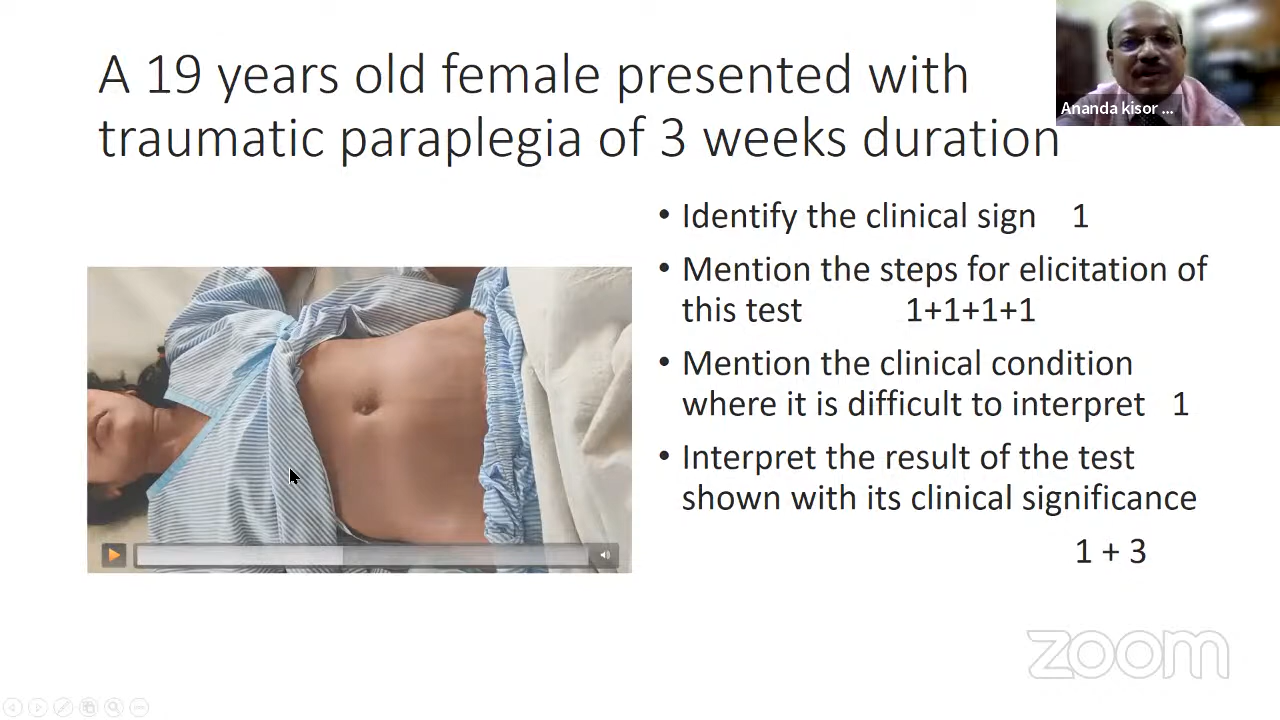 A 19 years old female presented with
traumatic paraplegia of 3 weeks duration
Ananda kisor ...
• Identify the clinical sign 1
• Mention the steps for elicitation of
this test 1+1+1+1
• Mention the clinical condition
where it is difficult to interpret 1
• Interpret the result of the test
shown with its clinical significance
1 + 3
zoom